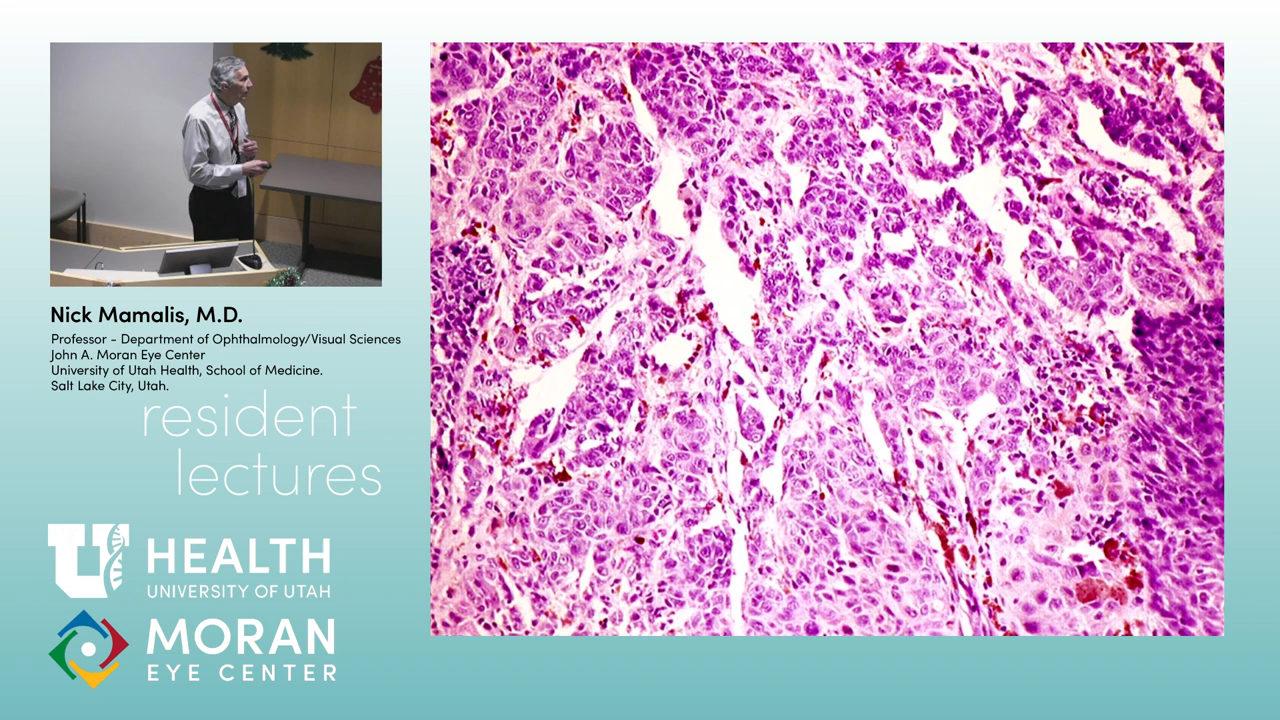 Nick Mamalis, M.D.
Professor - Department of Ophthalmology/Visual Sciences
John A. Moran Eye Center
University of Utah Health, School of Medicine.
Salt Lake City, Utah.
resident
lectures
U HEALTH
UNIVERSITY OF UTAH
MORAN
EYE CENTER